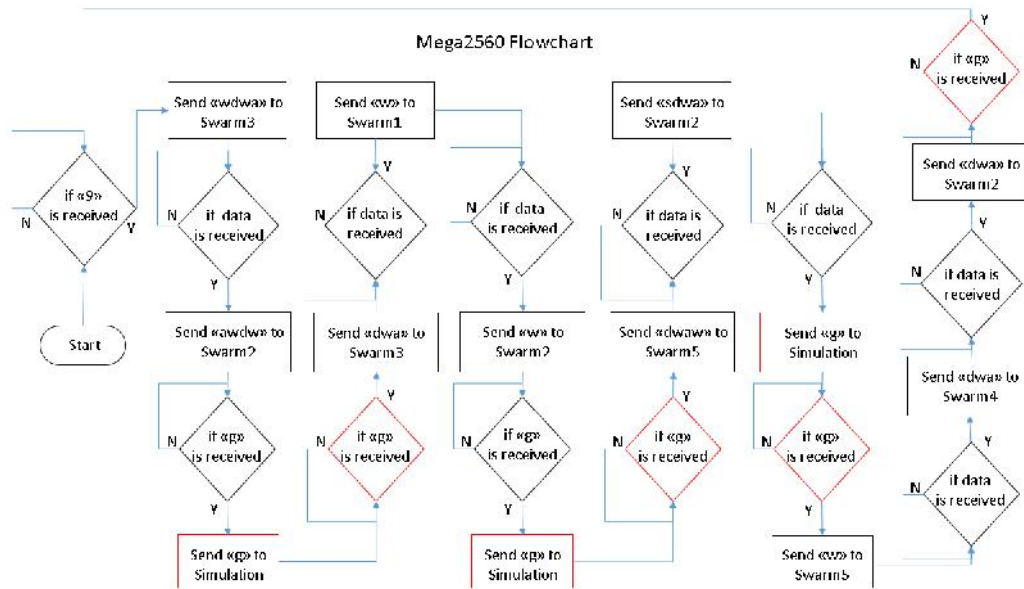 Mega2560 Flowchart
if «9»
is received
N
Y
Start
Send «wdwa» to
Swarm3
N
if data
is received
Y
Send «awdw» to
Swarm2
N
if «g»
is received
Y
Send «g» to
Simulation
N
if «g»
is received
Y
Send «dwa» to
Swarm3
N
if data is
received
Y
Send «w» to
Swarm1
N
if data
is received
Y
Send «w» to
Swarm2
N
if «g»
is received
Y
Send «g» to
Simulation
N
if «g»
is received
Y
Send «dwaw» to
Swarm5
N
if data is
received
Y
Send «sdwa» to
Swarm2
N
if data
is received
Y
Send «g» to
Simulation
N
if «g»
is received
Y
Send «w» to
Swarm5
N
if data
is received
Y
Send «dwa» to
Swarm4
N
if data is
received
Y
Send «dwa» to
Swarm2
N
if «g»
is received
Y